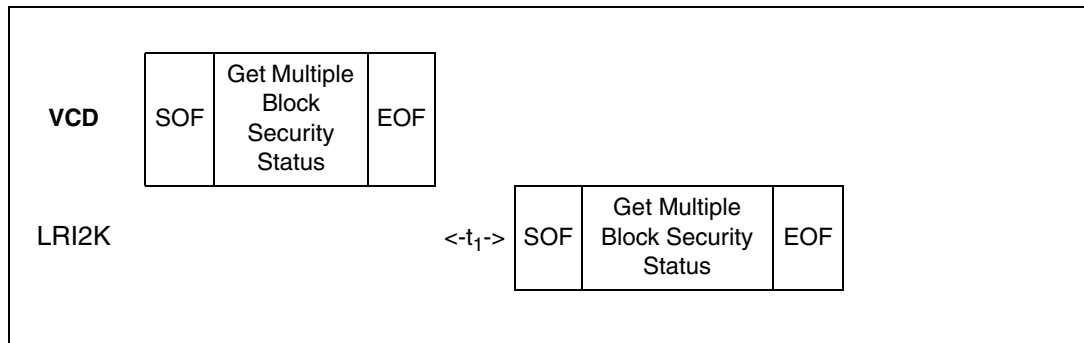 VCD
SOF
Get Multiple
Block
Security
Status
EOF
LRI2K
<-t1->
SOF
Get Multiple
Block Security
Status
EOF